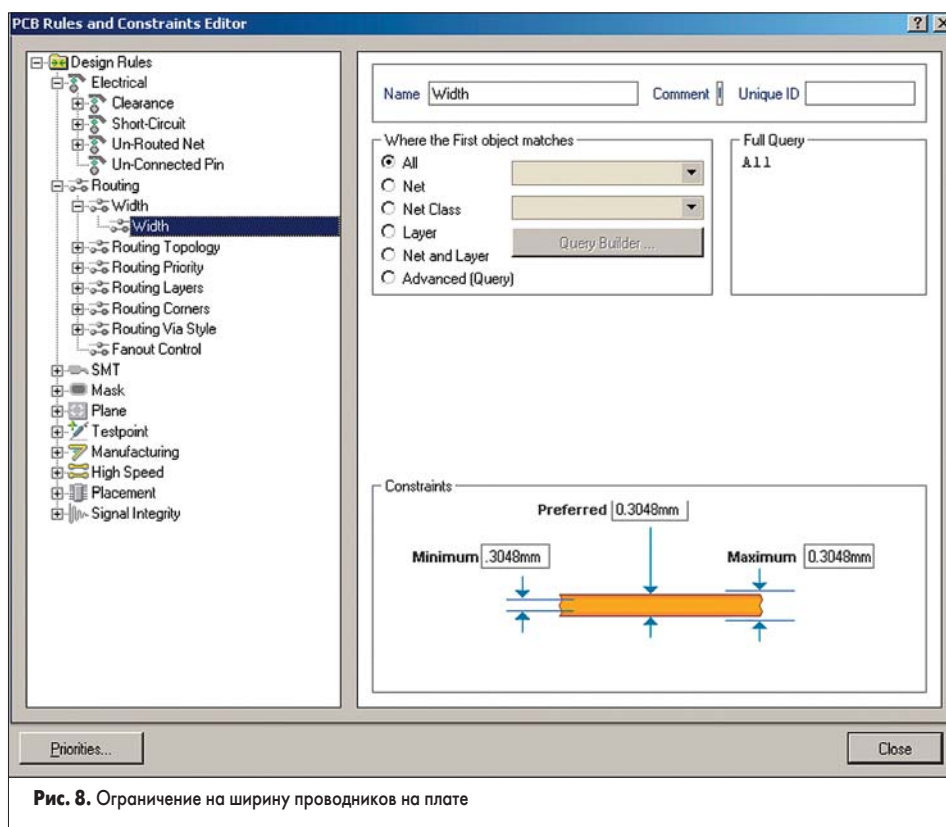 PCB Rules and Constraints Editor
Design Rules
Electrical
Clearance
Short-Circuit
Un-Routed Net
Un-Connected Pin
Routing
Width
Width
Routing Topology
Routing Priority
Routing Layers
Routing Corners
Routing Via Style
Fanout Control
SMT
Mask
Plane
Testpoint
Manufacturing
High Speed
Placement
Signal Integrity
Name Width Comment Unique ID
Where the First object matches
All
Net
Net Class
Layer
Net and Layer
Advanced (Query)
Query Builder ...
Full Query
All
Constraints
Preferred 0.3048mm
Minimum .3048mm
Maximum 0.3048mm
Priorities...
Close
Рис. 8. Ограничение на ширину проводников на плате